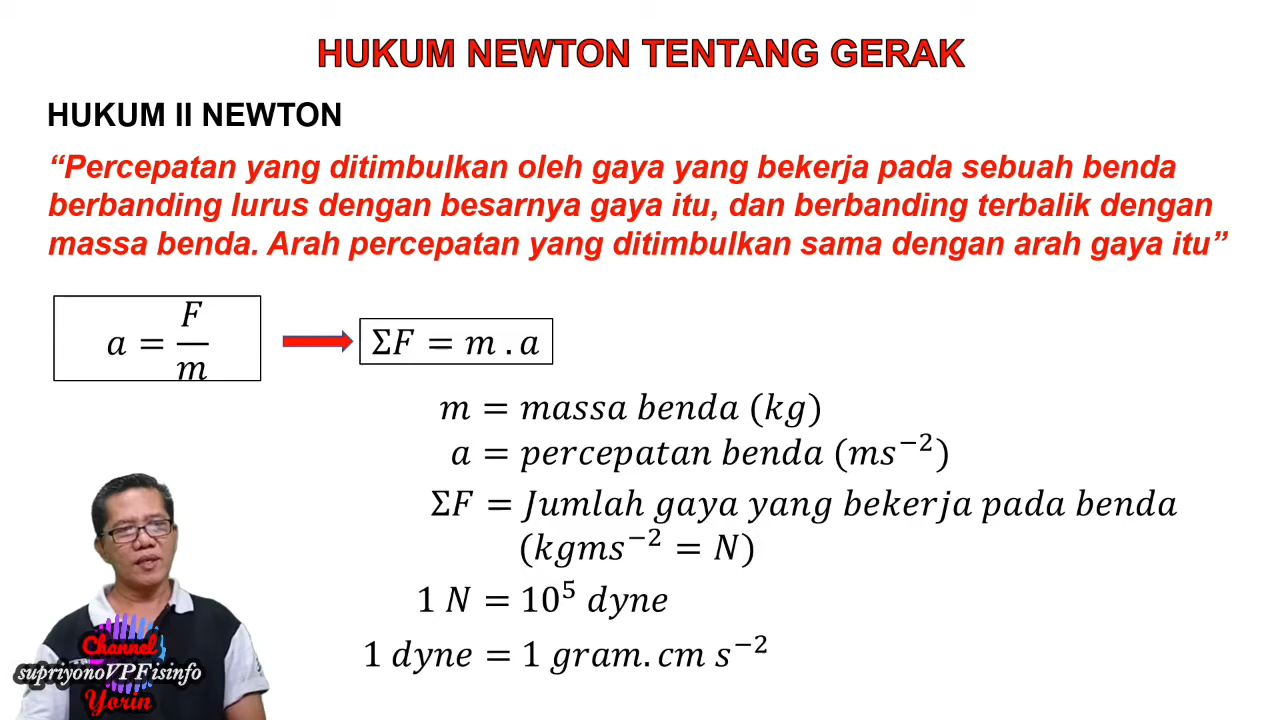 HUKUM NEWTON TENTANG GERAK
HUKUM II NEWTON
“Percepatan yang ditimbulkan oleh gaya yang bekerja pada sebuah benda
berbanding lurus dengan besarnya gaya itu, dan berbanding terbalik dengan
massa benda. Arah percepatan yang ditimbulkan sama dengan arah gaya itu”
a = F/m
ΣF = m . a
m = massa benda (kg)
a = percepatan benda (ms⁻²)
ΣF = Jumlah gaya yang bekerja pada benda
(kgms⁻² = N)
1 N = 10⁵ dyne
1 dyne = 1 gram. cm s⁻²
Channel
supriyonoVPFisinfo
Yorin